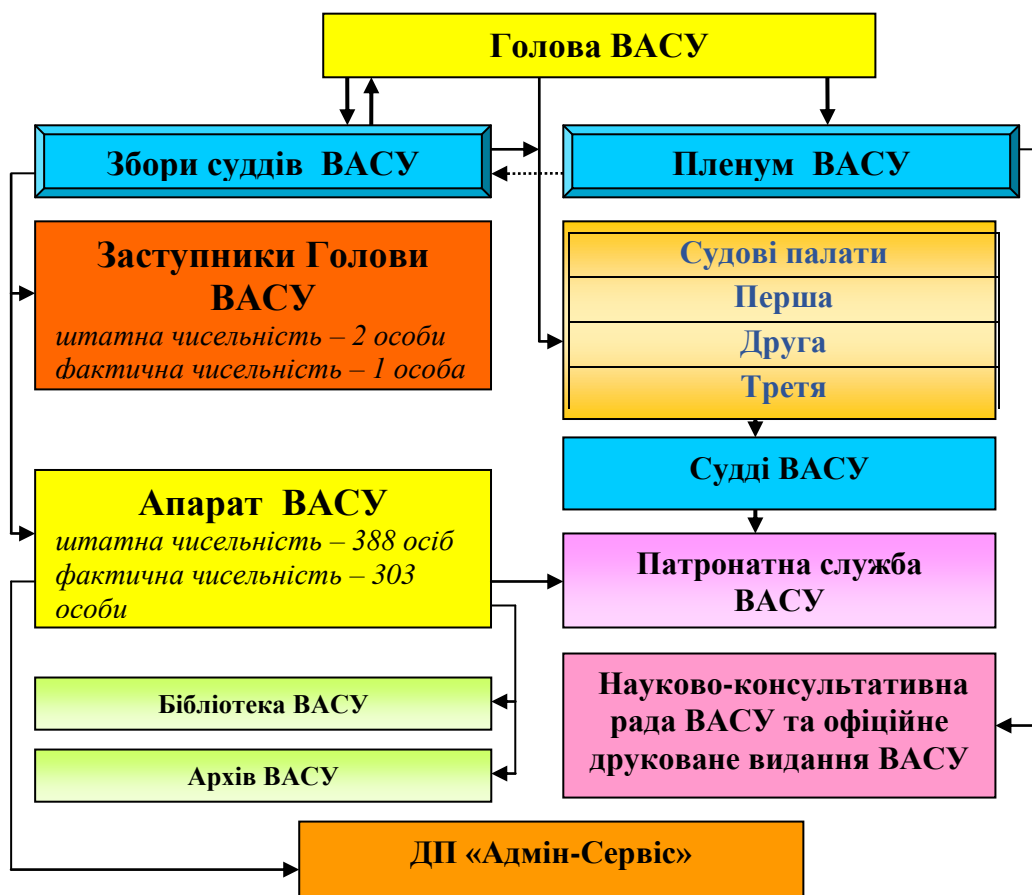 Голова ВАСУ
Збори суддів ВАСУ
Пленум ВАСУ
Заступники Голови
ВАСУ
штатна чисельність – 2 особи
фактична чисельність – 1 особа
Судові палати
Перша
Друга
Третя
Судді ВАСУ
Апарат ВАСУ
штатна чисельність – 388 осіб
фактична чисельність – 303
особи
Патронатна служба
ВАСУ
Бібліотека ВАСУ
Архів ВАСУ
Науково-консультативна
рада ВАСУ та офіційне
друковане видання ВАСУ
ДП «Адмін-Сервіс»